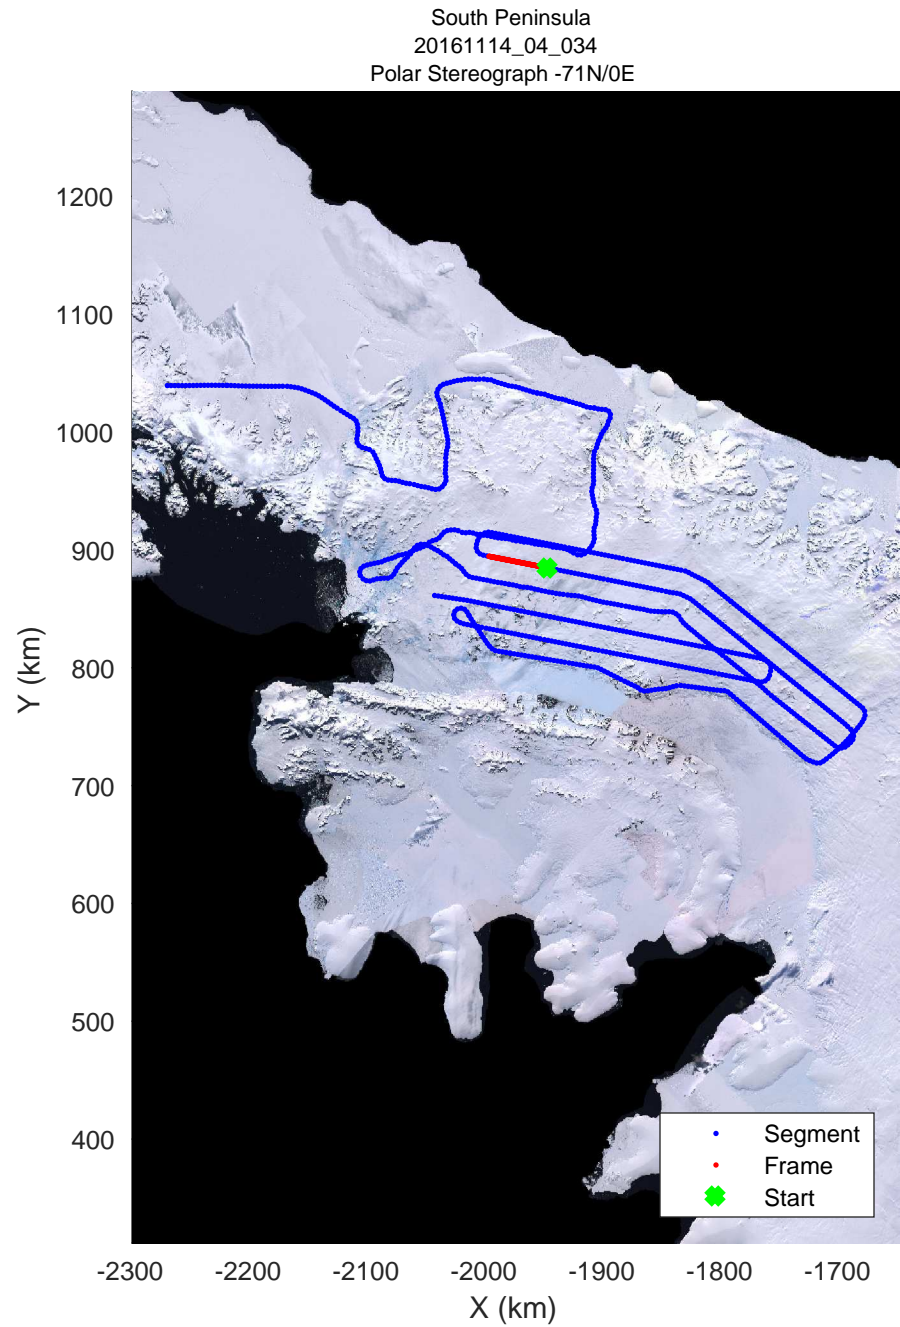 South Peninsula
20161114_04_034
Polar Stereograph -71N/0E
1200
1100
1000
900
800
700
600
500
400
Y (km)
Segment
Frame
Start
-2300 -2200 -2100 -2000 -1900 -1800 -1700
X (km)